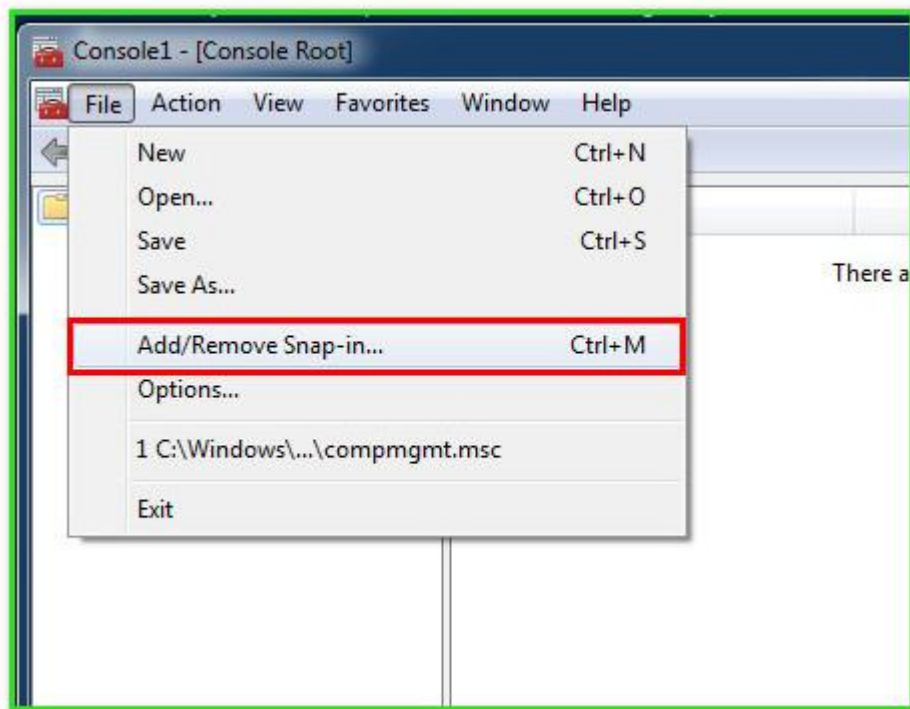 Console1 - [Console Root]
File Action View Favorites Window Help
New Ctrl+N
Open... Ctrl+O
Save Ctrl+S
Save As...
There a
Add/Remove Snap-in... Ctrl+M
Options...
1 C:\Windows\...\compmgmt.msc
Exit